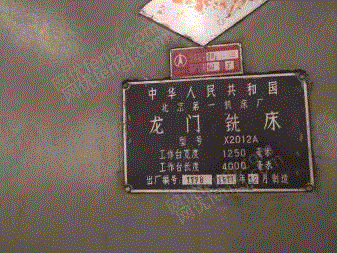 中华人民共和国
北京第一机床厂
龙门铣床
型号 X2012A
工作台宽度 1250 毫米
工作台长度 4000 毫米
出厂编号 年 月制造